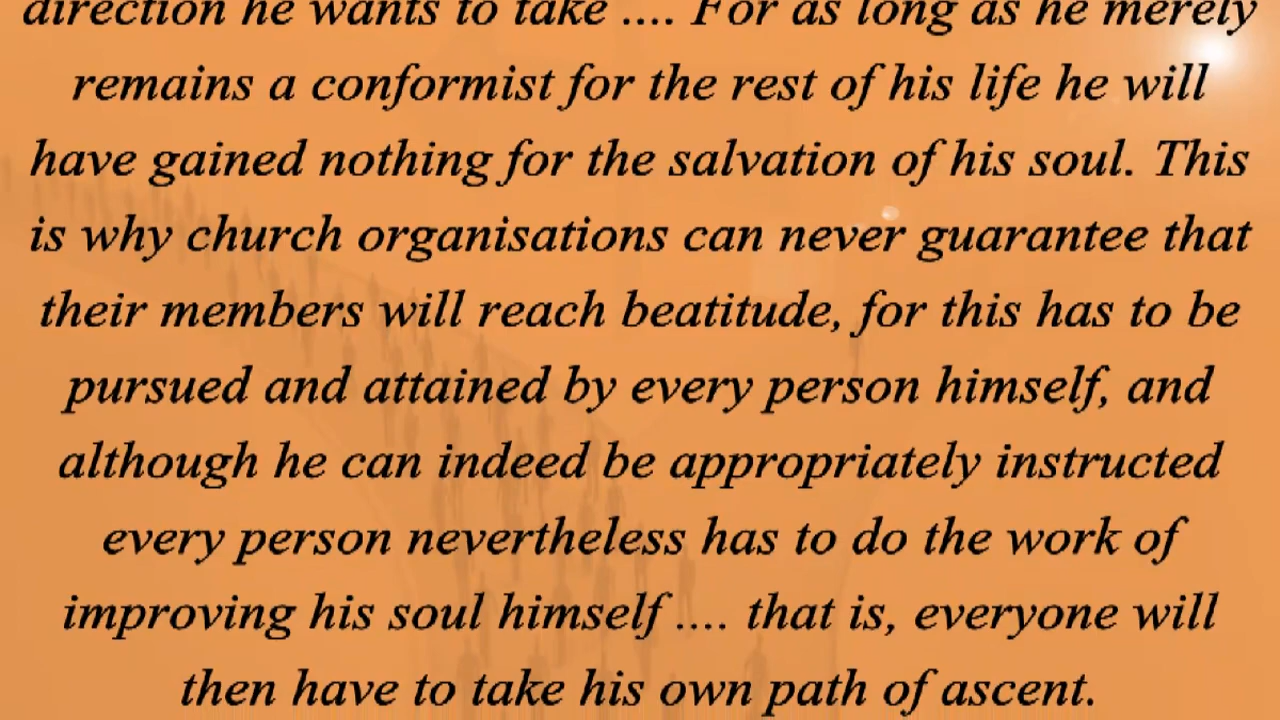 direction he wants to take .... For as long as he merely
remains a conformist for the rest of his life he will
have gained nothing for the salvation of his soul. This
is why church organisations can never guarantee that
their members will reach beatitude, for this has to be
pursued and attained by every person himself, and
although he can indeed be appropriately instructed
every person nevertheless has to do the work of
improving his soul himself .... that is, everyone will
then have to take his own path of ascent.